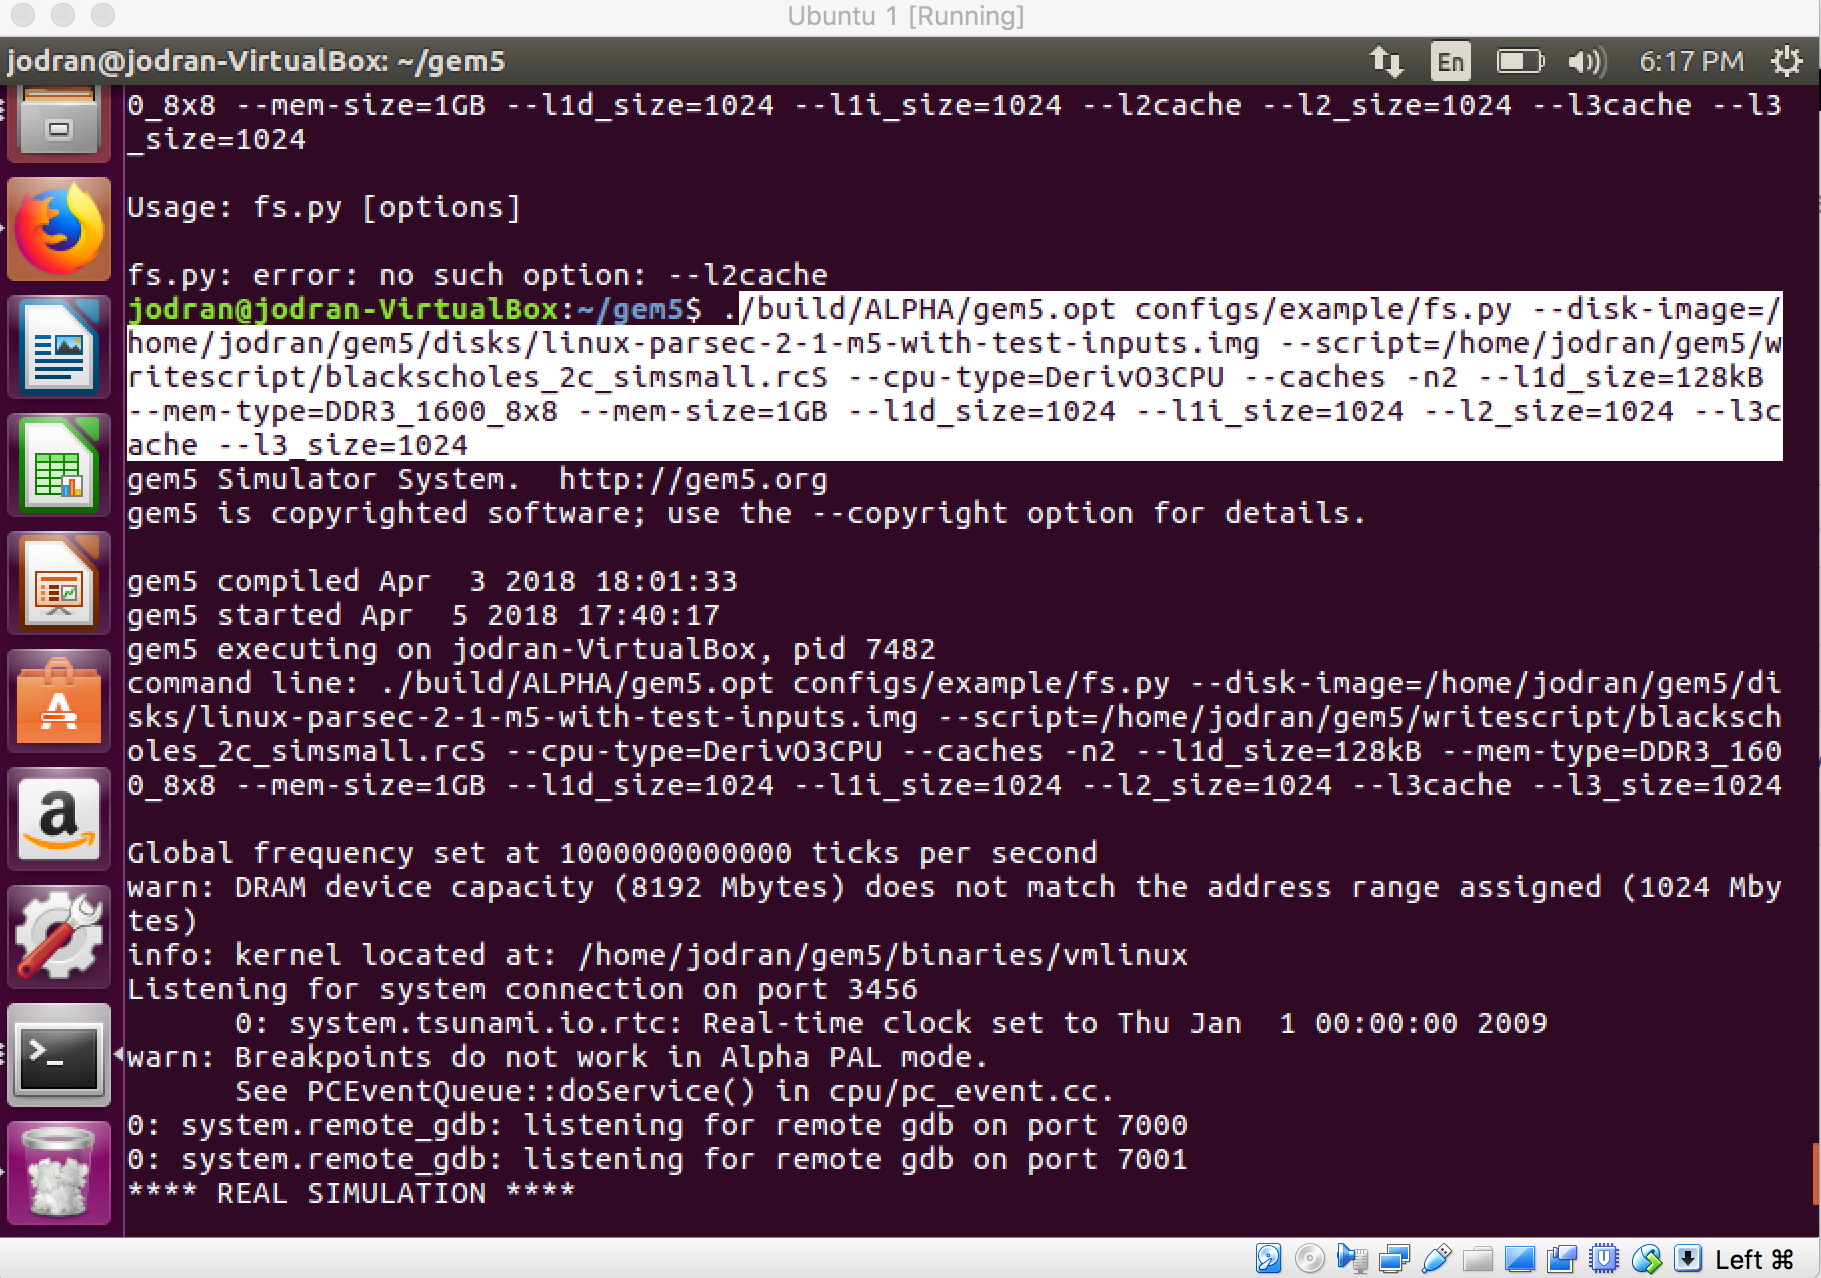 Ubuntu 1 [Running]
jodran@jodran-VirtualBox: ~/gem5
En
6:17 PM
0_8x8 --mem-size=1GB --l1d_size=1024 --l1i_size=1024 --l2cache --l2_size=1024 --l3cache --l3
_size=1024
Usage: fs.py [options]
fs.py: error: no such option: --l2cache
jodran@jodran-VirtualBox:~/gem5$ ./build/ALPHA/gem5.opt configs/example/fs.py --disk-image=/
home/jodran/gem5/disks/linux-parsec-2-1-m5-with-test-inputs.img --script=/home/jodran/gem5/w
ritescript/blackscholes_2c_simsmall.rcS --cpu-type=DerivO3CPU --caches -n2 --l1d_size=128kB
--mem-type=DDR3_1600_8x8 --mem-size=1GB --l1d_size=1024 --l1i_size=1024 --l2_size=1024 --l3c
ache --l3_size=1024
gem5 Simulator System.  http://gem5.org
gem5 is copyrighted software; use the --copyright option for details.
gem5 compiled Apr  3 2018 18:01:33
gem5 started Apr  5 2018 17:40:17
gem5 executing on jodran-VirtualBox, pid 7482
command line: ./build/ALPHA/gem5.opt configs/example/fs.py --disk-image=/home/jodran/gem5/di
sks/linux-parsec-2-1-m5-with-test-inputs.img --script=/home/jodran/gem5/writescript/blacksch
oles_2c_simsmall.rcS --cpu-type=DerivO3CPU --caches -n2 --l1d_size=128kB --mem-type=DDR3_160
0_8x8 --mem-size=1GB --l1d_size=1024 --l1i_size=1024 --l2_size=1024 --l3cache --l3_size=1024
Global frequency set at 1000000000000 ticks per second
warn: DRAM device capacity (8192 Mbytes) does not match the address range assigned (1024 Mby
tes)
info: kernel located at: /home/jodran/gem5/binaries/vmlinux
Listening for system connection on port 3456
      0: system.tsunami.io.rtc: Real-time clock set to Thu Jan  1 00:00:00 2009
warn: Breakpoints do not work in Alpha PAL mode.
      See PCEventQueue::doService() in cpu/pc_event.cc.
0: system.remote_gdb: listening for remote gdb on port 7000
0: system.remote_gdb: listening for remote gdb on port 7001
**** REAL SIMULATION ****
Left ⌘